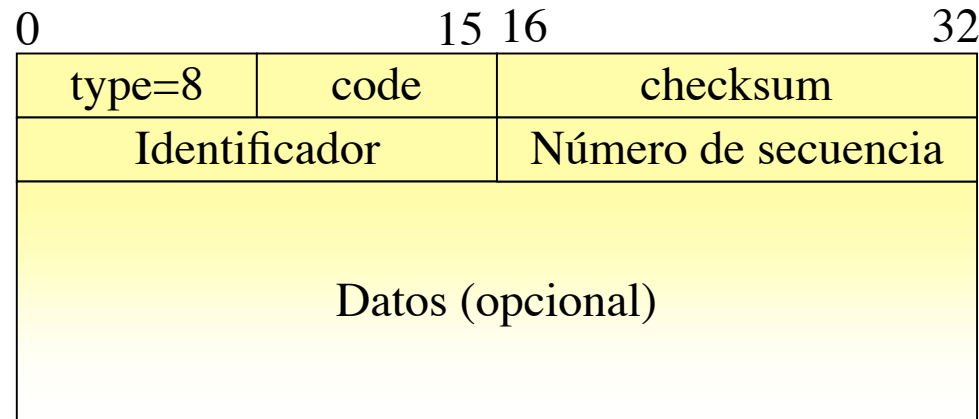 0 15 16 32
type=8 code checksum
Identificador Número de secuencia
Datos (opcional)